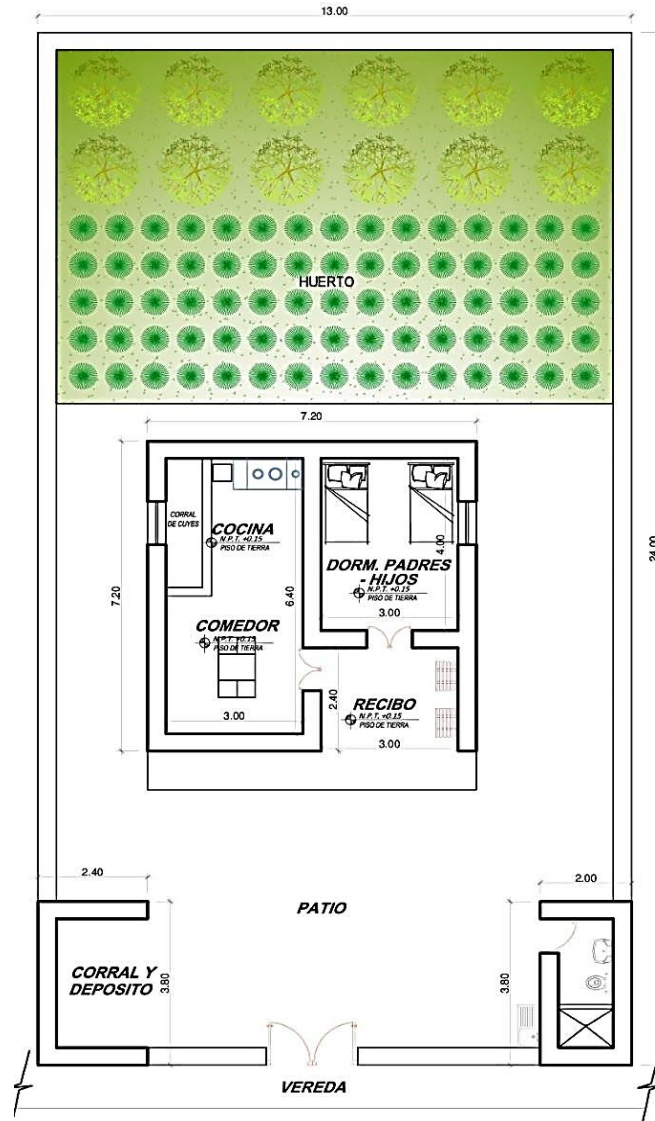 13.00
HUERTO
7.20
CORRAL
DE CUYES
COCINA
N.P.T. +0.15
PISO DE TIERRA
4.00
DORM. PADRES
- HIJOS
N.P.T. +0.15
PISO DE TIERRA
3.00
24.00
7.20
6.40
COMEDOR
N.P.T. +0.15
PISO DE TIERRA
3.00
2.40
RECIBO
N.P.T. +0.15
PISO DE TIERRA
3.00
2.40
2.00
PATIO
CORRAL Y
DEPOSITO
3.80
3.80
VEREDA